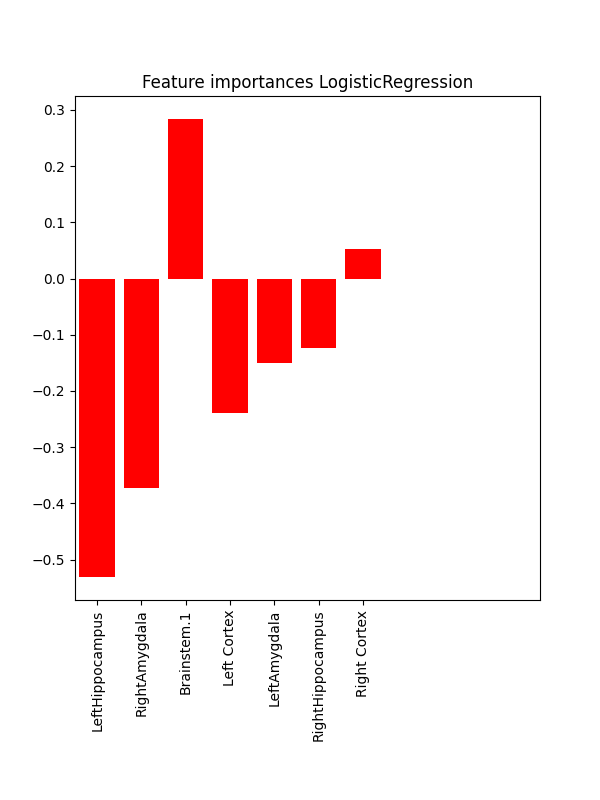 Feature importances LogisticRegression
0.3
0.2
0.1
0.0
−0.1
−0.2
−0.3
−0.4
−0.5
LeftHippocampus
RightAmygdala
Brainstem.1
Left Cortex
LeftAmygdala
RightHippocampus
Right Cortex